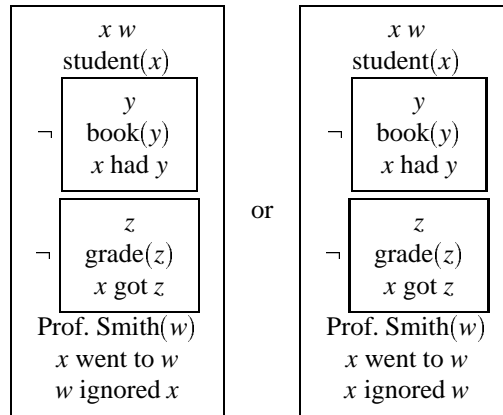 x w
student(x)
y
book(y)
¬
x had y
z
grade(z)
¬
x got z
Prof. Smith(w)
x went to w
w ignored x
or
x w
student(x)
y
book(y)
¬
x had y
z
grade(z)
¬
x got z
Prof. Smith(w)
x went to w
x ignored w